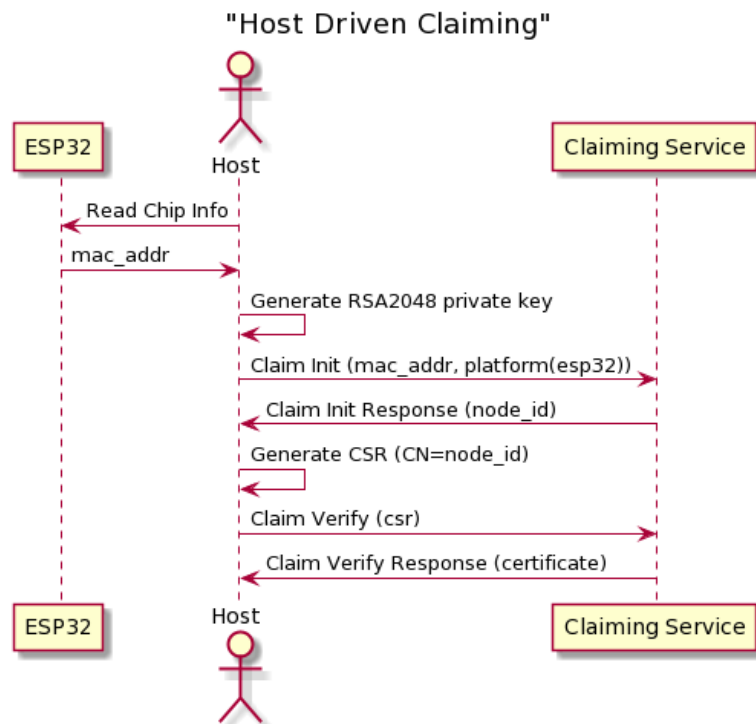 "Host Driven Claiming"
ESP32
Host
Claiming Service
Read Chip Info
mac_addr
Generate RSA2048 private key
Claim Init (mac_addr, platform(esp32))
Claim Init Response (node_id)
Generate CSR (CN=node_id)
Claim Verify (csr)
Claim Verify Response (certificate)
ESP32
Host
Claiming Service